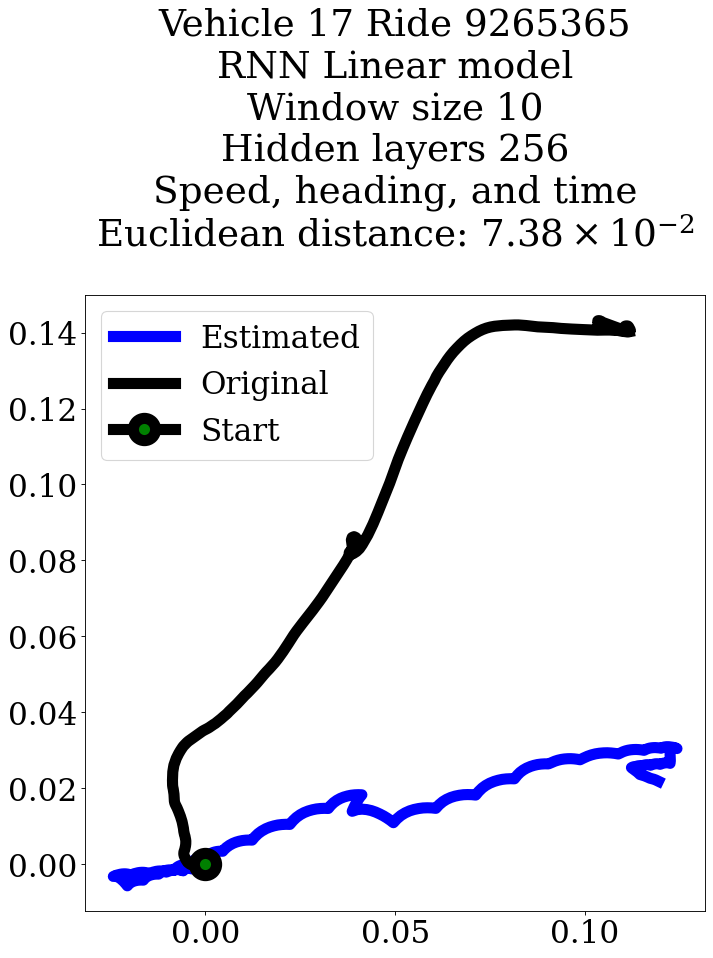 Vehicle 17 Ride 9265365
RNN Linear model
Window size 10
Hidden layers 256
Speed, heading, and time
Euclidean distance: 7.38 × 10⁻²
Estimated
Original
Start
0.14
0.12
0.10
0.08
0.06
0.04
0.02
0.00
0.00 0.05 0.10